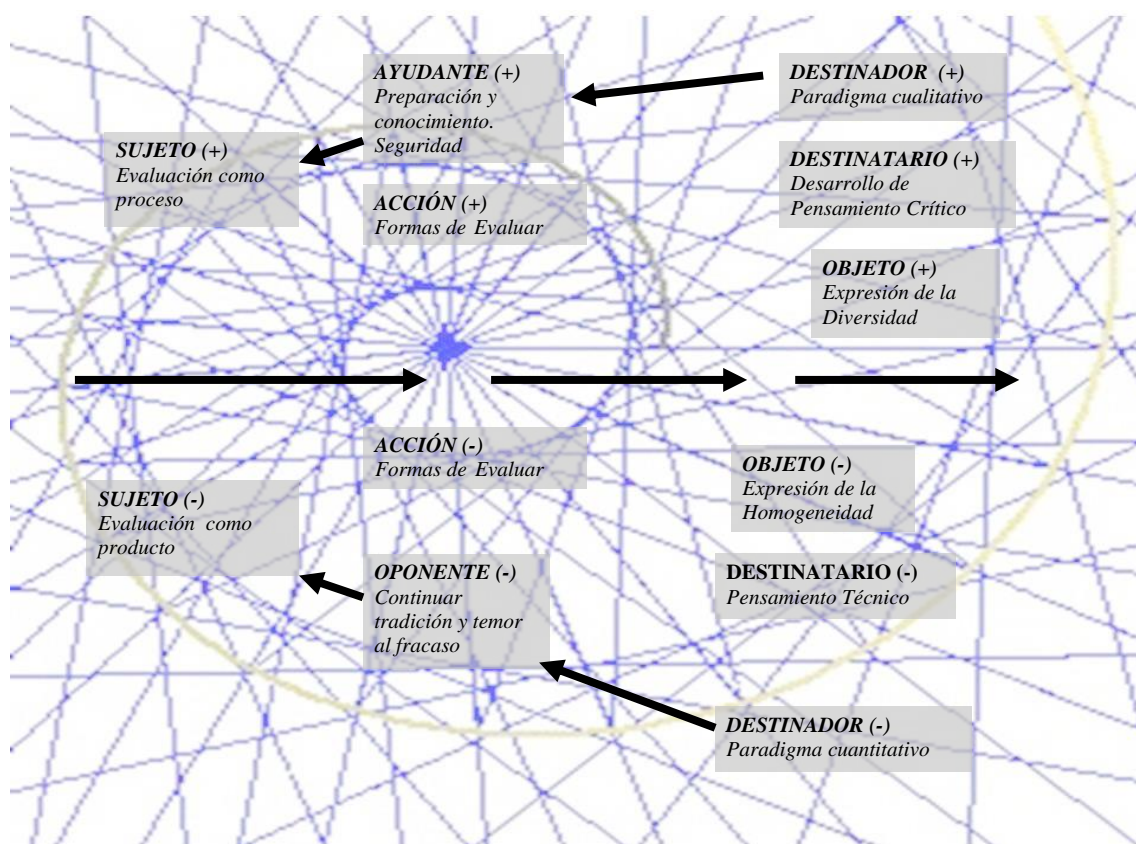 AYUDANTE (+)
Preparación y
conocimiento.
Seguridad
DESTINADOR (+)
Paradigma cualitativo
SUJETO (+)
Evaluación como
proceso
DESTINATARIO (+)
Desarrollo de
Pensamiento Crítico
ACCIÓN (+)
Formas de Evaluar
OBJETO (+)
Expresión de la
Diversidad
ACCIÓN (-)
Formas de Evaluar
OBJETO (-)
Expresión de la
Homogeneidad
SUJETO (-)
Evaluación como
producto
OPONENTE (-)
Continuar
tradición y temor
al fracaso
DESTINATARIO (-)
Pensamiento Técnico
DESTINADOR (-)
Paradigma cuantitativo